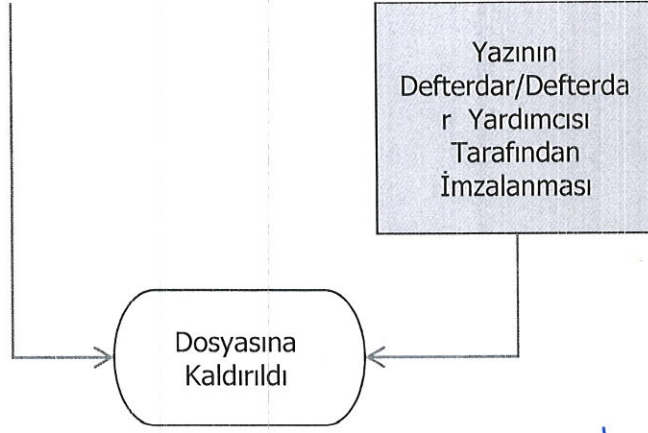 Yazının
Defterdar/Defterda
r Yardımcısı
Tarafından
İmzalanması
Dosyasına
Kaldırıldı